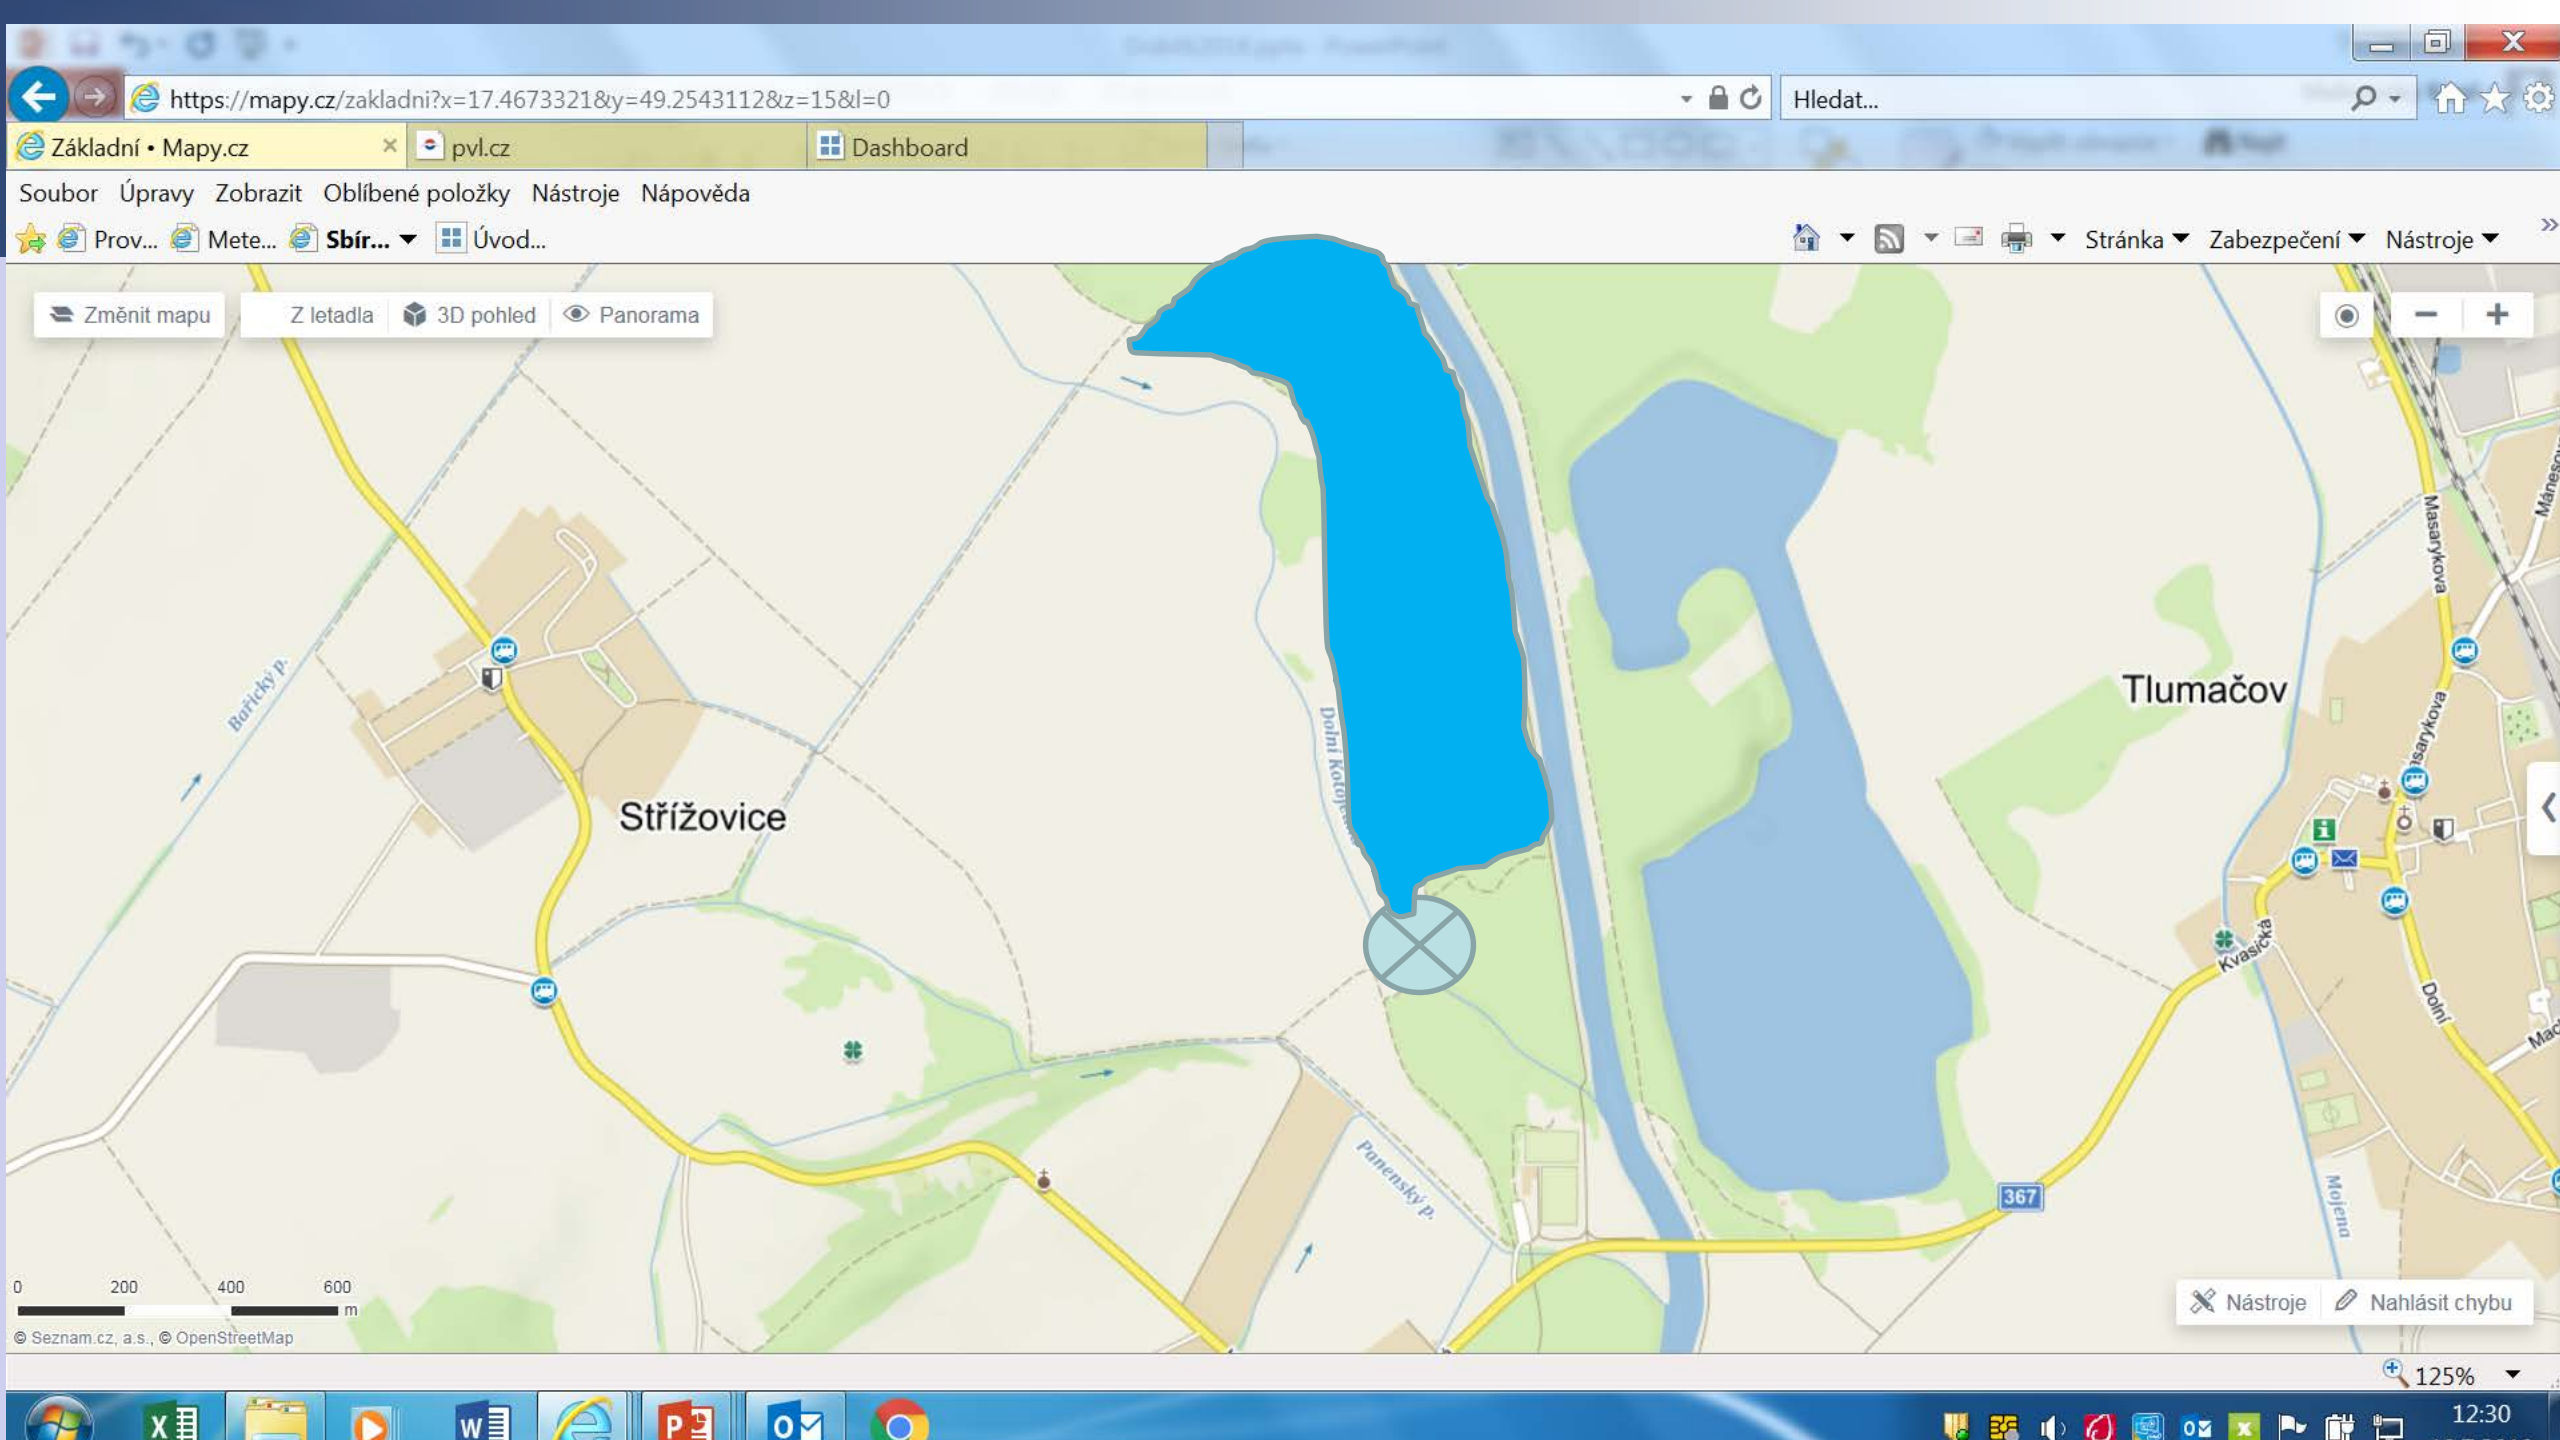 https://mapy.cz/zakladni?x=17.4673321&y=49.2543112&z=15&l=0
Hledat...
Základní • Mapy.cz
pvl.cz
Dashboard
Soubor Úpravy Zobrazit Oblíbené položky Nástroje Nápověda
Prov... Mete... Sbír... Úvod...
Stránka Zabezpečení Nástroje
Změnit mapu
Z letadla 3D pohled Panorama
Masarykova
Bařický p.
Tlumačov
Střížovice
Dolní
Kvasická
Dolní
Panenský p.
367
Mojena
0 200 400 600
m
Nástroje Nahlásit chybu
© Seznam.cz, a.s., © OpenStreetMap
125%
12:30